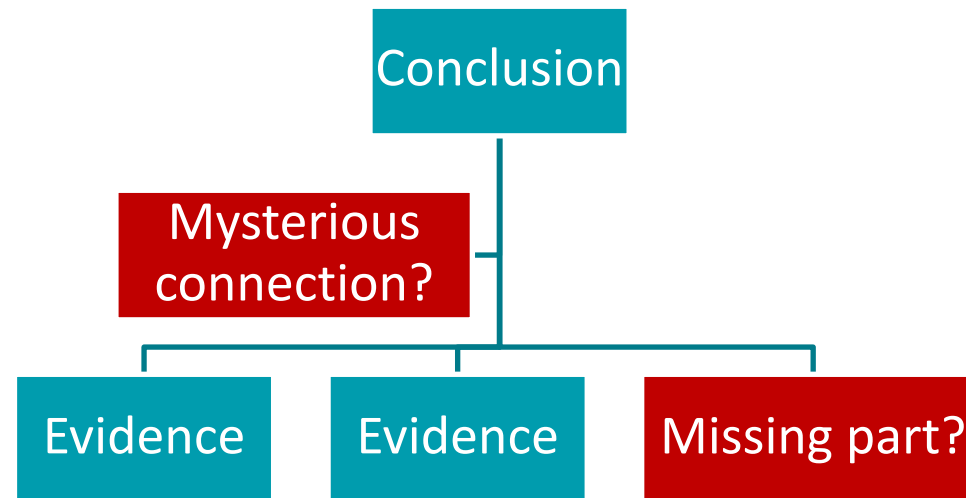 Conclusion
Mysterious
connection?
Evidence
Evidence
Missing part?